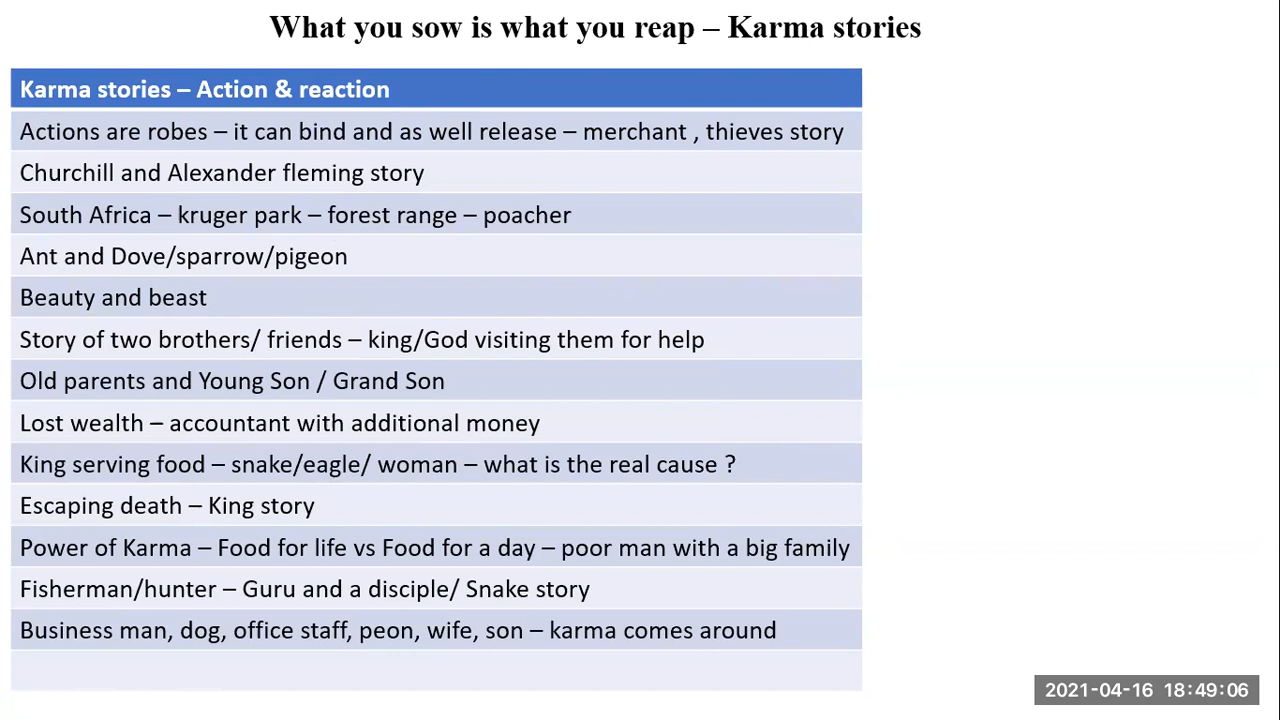 What you sow is what you reap – Karma stories
Karma stories – Action & reaction
Actions are robes – it can bind and as well release – merchant , thieves story
Churchill and Alexander fleming story
South Africa – kruger park – forest range – poacher
Ant and Dove/sparrow/pigeon
Beauty and beast
Story of two brothers/ friends – king/God visiting them for help
Old parents and Young Son / Grand Son
Lost wealth – accountant with additional money
King serving food – snake/eagle/ woman – what is the real cause ?
Escaping death – King story
Power of Karma – Food for life vs Food for a day – poor man with a big family
Fisherman/hunter – Guru and a disciple/ Snake story
Business man, dog, office staff, peon, wife, son – karma comes around
2021-04-16 18:49:06